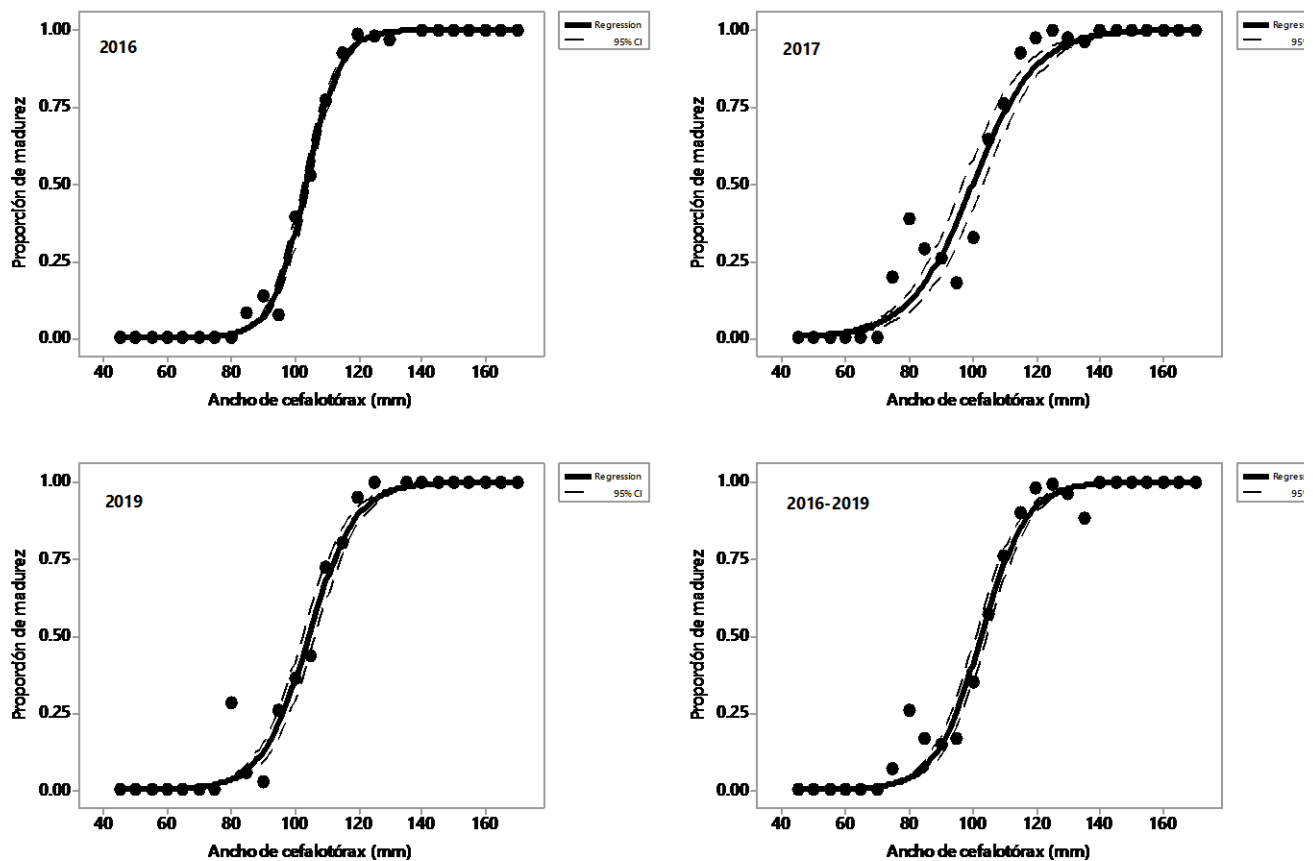 2016
Regression
95% CI
1.00
0.75
0.50
0.25
0.00
Proporción de madurez
40 60 80 100 120 140 160
Ancho de cefalotórax (mm)
2017
Regress
95% C
1.00
0.75
0.50
0.25
0.00
Proporción de madurez
40 60 80 100 120 140 160
Ancho de cefalotórax (mm)
2019
Regression
95% CI
1.00
0.75
0.50
0.25
0.00
Propordón de madurez
40 60 80 100 120 140 160
Ancho de cefalotórax (mm)
2016-2019
Regress
95% C
1.00
0.75
0.50
0.25
0.00
Proporción de madurez
40 60 80 100 120 140 160
Ancho de cefalotórax (mm)